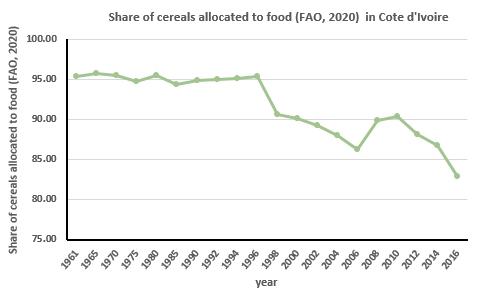 Share of cereals allocated to food (FAO, 2020)  in Cote d'Ivoire
Share of cereals allocated to food (FAO, 2020)
100.00
95.00
90.00
85.00
80.00
75.00
1961 1965 1970 1975 1980 1985 1990 1992 1994 1996 1998 2000 2002 2004 2006 2008 2010 2012 2014 2016
year